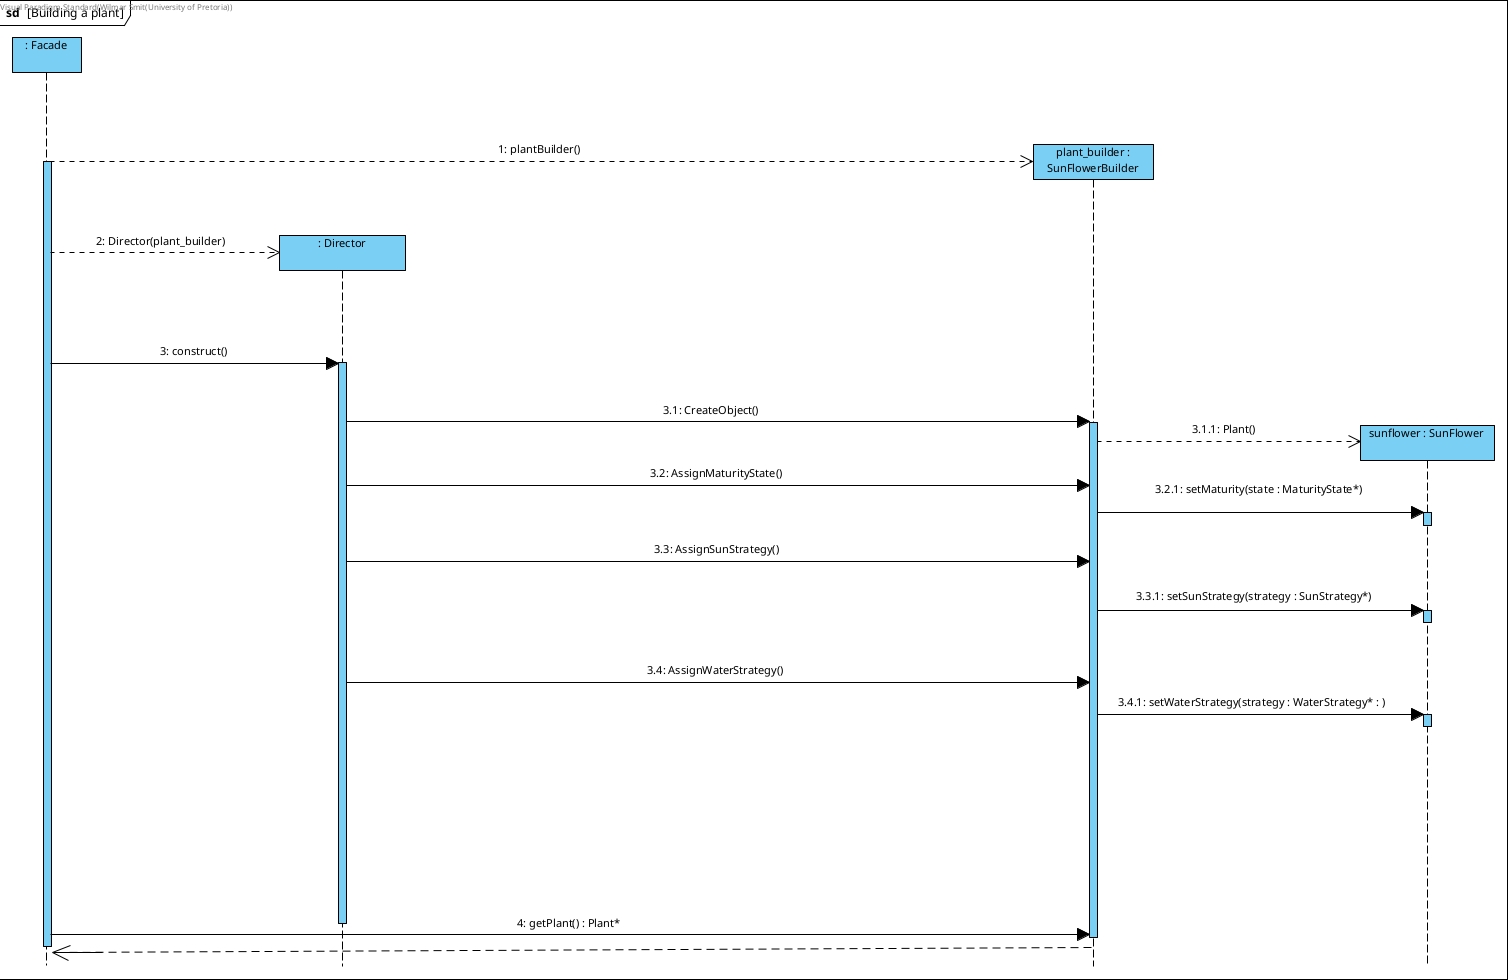 Visual Paradigm Standard(Wilmar Smit(University of Pretoria))
sd [Building a plant]
: Facade
1: plantBuilder()
plant_builder :
SunFlowerBuilder
2: Director(plant_builder)
: Director
3: construct()
3.1: CreateObject()
3.1.1: Plant()
sunflower : SunFlower
3.2: AssignMaturityState()
3.2.1: setMaturity(state : MaturityState*)
3.3: AssignSunStrategy()
3.3.1: setSunStrategy(strategy : SunStrategy*)
3.4: AssignWaterStrategy()
3.4.1: setWaterStrategy(strategy : WaterStrategy* : )
4: getPlant() : Plant*